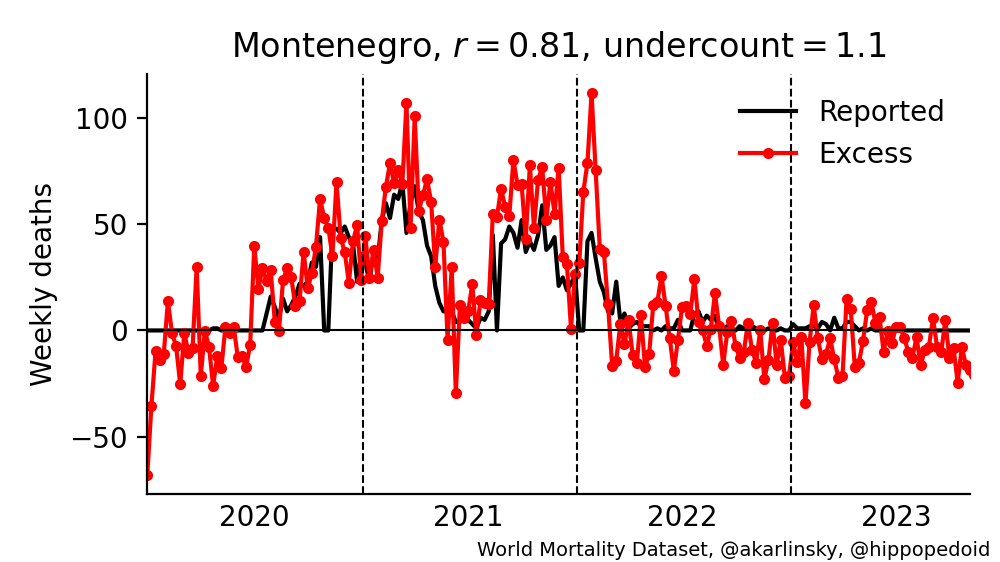 Montenegro, r = 0.81, undercount = 1.1
Reported
Excess
Weekly deaths
100
50
0
−50
2020 2021 2022 2023
World Mortality Dataset, @akarlinsky, @hippopedoid